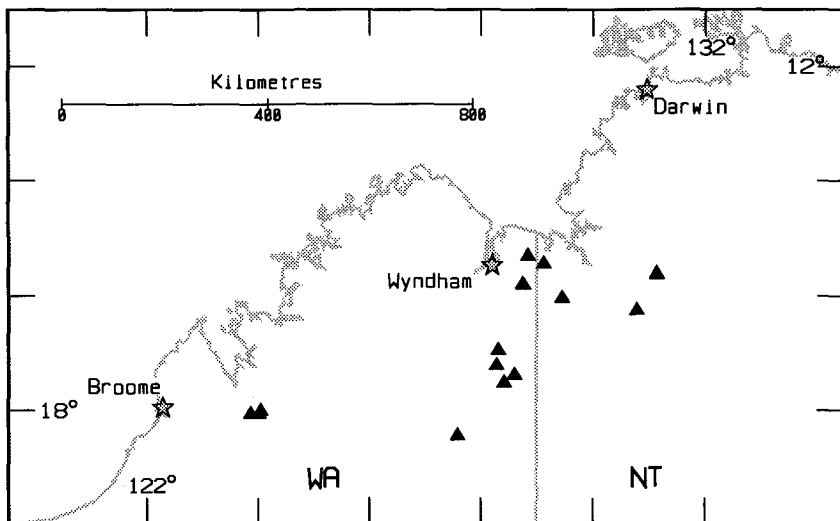 132°
12°
Kilometres
0 400 800
Darwin
Wyndham
Broome
18°
122°
WA
NT